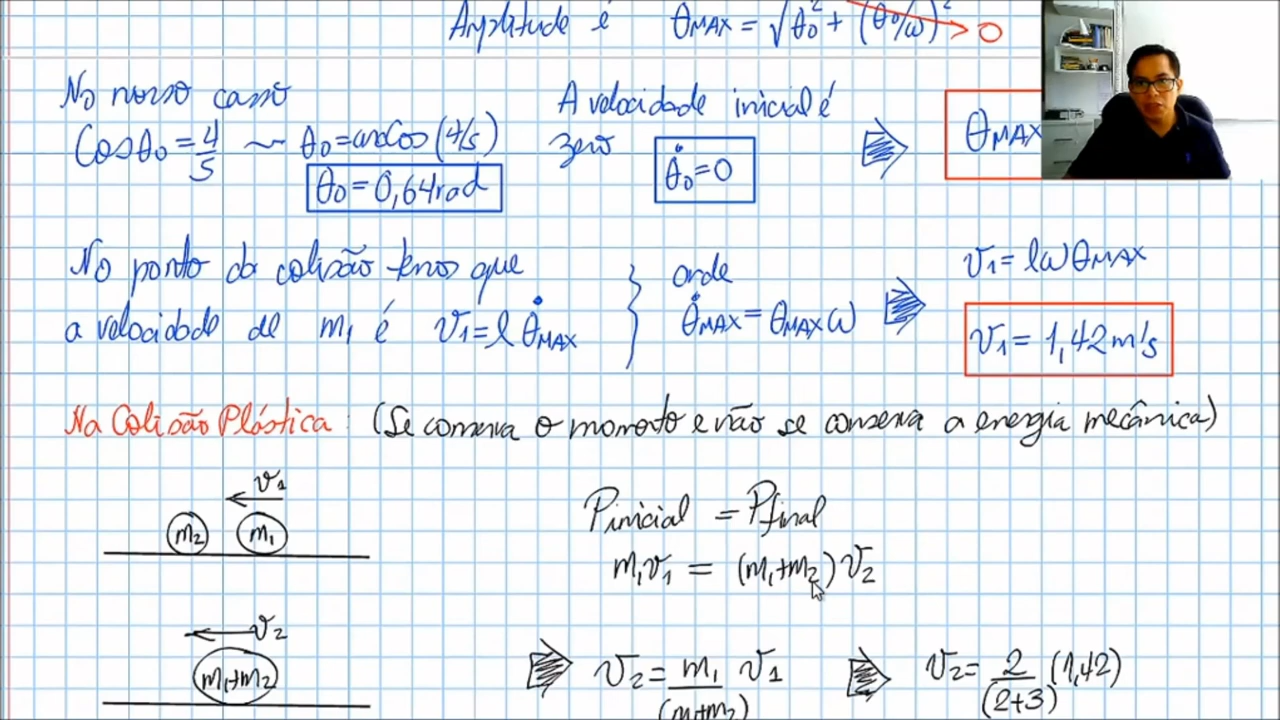 Amplitude é θMAX = √θ0² + (θ̇0/ω)² → 0
No nosso casso
A velocidade inicial é
Cosθ0 = 4/5 ~ θ0 = arcCos (4/5)
zero
θ̇0 = 0
θMAX
θ0 = 0,64rad
No ponto da colisão temos que
a velocidade de m1 é v1 = l θ̇MAX
onde
θ̇MAX = θMAX ω
v1 = lωθMAX
v1 = 1,42 m/s
Na Colisão Plástica: (Se conserva o momento e não se conserva a energia mecânica)
v1
m2 m1
Pinicial = Pfinal
m1v1 = (m1+m2)v2
v2
m1+m2
v2 = m1/(m1+m2) v1
v2 = 2/(2+3) (1,42)